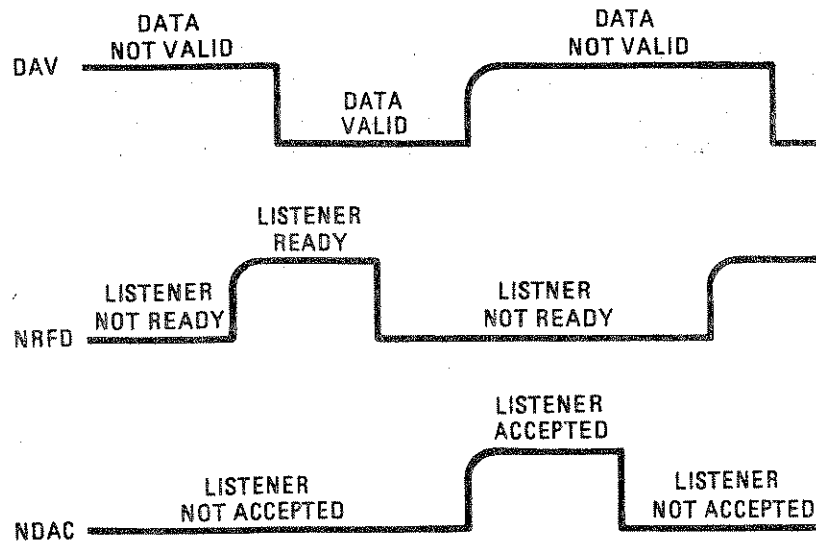 DATA
NOT VALID
DATA
NOT VALID
DAV
DATA
VALID
LISTENER
READY
LISTENER
NOT READY
LISTNER
NOT READY
NRFD
LISTENER
ACCEPTED
LISTENER
NOT ACCEPTED
LISTENER
NOT ACCEPTED
NDAC